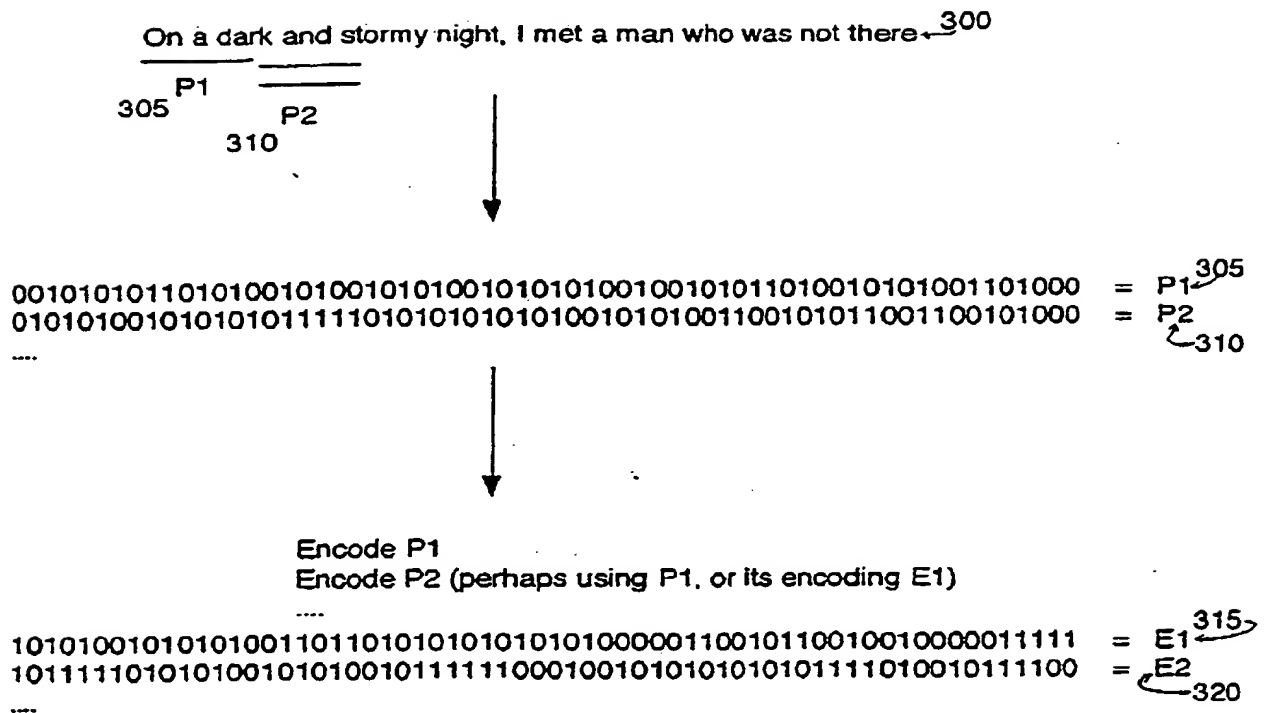 On a dark and stormy night, I met a man who was not there 300
P1
305
P2
310
0010101011010100101001010100101010100100101011010010101001101000 = P1 305
0101010010101010111110101010101010010101001100101011001100101000 = P2
310
....
Encode P1
Encode P2 (perhaps using P1, or its encoding E1)
....
1010100101010100110110101010101010100000110010110010010000011111 = E1 315
1011111010101001010100101111110001001010101010101111010010111100 = E2
320
....